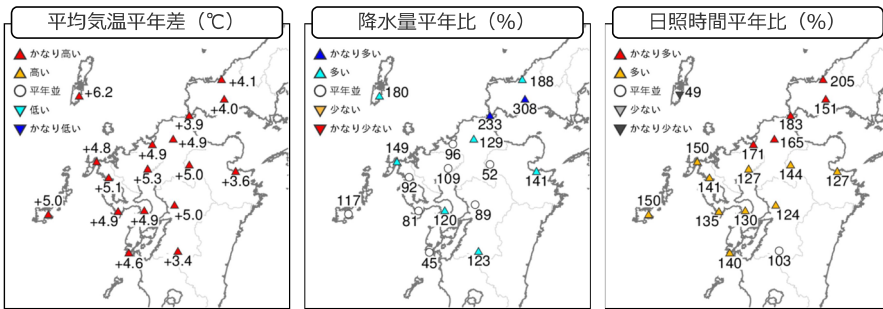 平均気温平年差（℃）
かなり高い
高い
平年並
低い
かなり低い
+6.2
+4.1
+4.0
+3.9
+4.9
+4.9
+4.8
+5.3
+5.0
+5.1
+3.6
+5.0
+4.9
+4.9
+5.0
+4.6
+3.4
降水量平年比（%）
かなり多い
多い
平年並
少ない
かなり少ない
180
188
308
233
129
96
149
109
52
92
141
117
81
120
89
45
123
日照時間平年比（%）
かなり多い
多い
平年並
少ない
かなり少ない
49
205
151
183
165
171
150
127
144
141
127
150
135
130
124
140
103